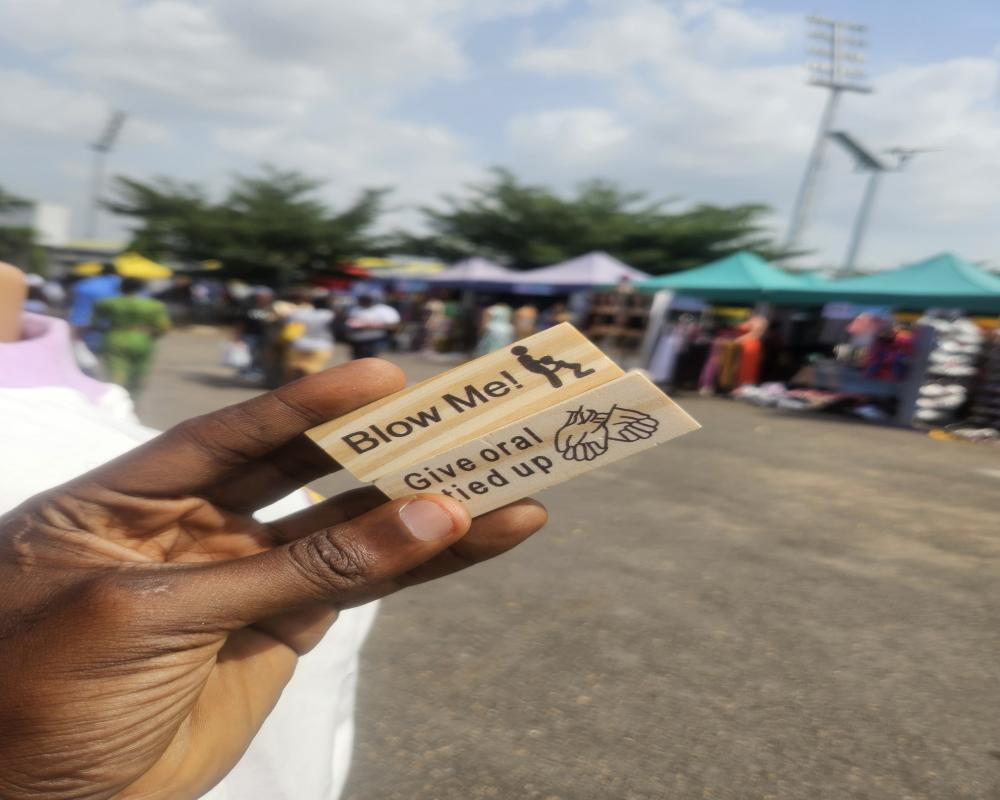 Blow Me!
Give oral
tied up